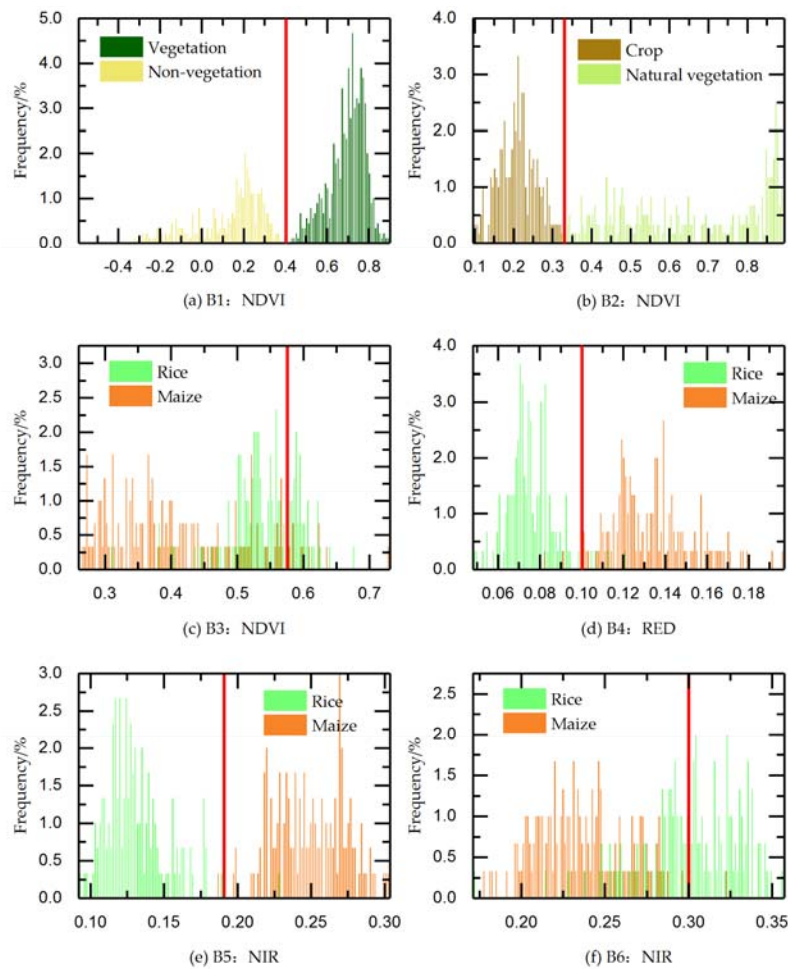 5.0
4.0
3.0
2.0
1.0
0.0
Frequency/%
Vegetation
Non-vegetation
-0.4 -0.2 0.0 0.2 0.4 0.6 0.8
(a) B1: NDVI
4.0
3.0
2.0
1.0
0.0
Frequency/%
Crop
Natural vegetation
0.1 0.2 0.3 0.4 0.5 0.6 0.7 0.8
(b) B2: NDVI
3.0
2.5
2.0
1.5
1.0
0.5
0.0
Frequency/%
Rice
Maize
0.3 0.4 0.5 0.6 0.7
(c) B3: NDVI
4.0
3.0
2.0
1.0
0.0
Frequency/%
Rice
Maize
0.06 0.08 0.10 0.12 0.14 0.16 0.18
(d) B4: RED
3.0
2.5
2.0
1.5
1.0
0.5
0.0
Frequency/%
Rice
Maize
0.10 0.15 0.20 0.25 0.30
(e) B5: NIR
2.5
2.0
1.5
1.0
0.5
0.0
Frequency/%
Rice
Maize
0.20 0.25 0.30 0.35
(f) B6: NIR